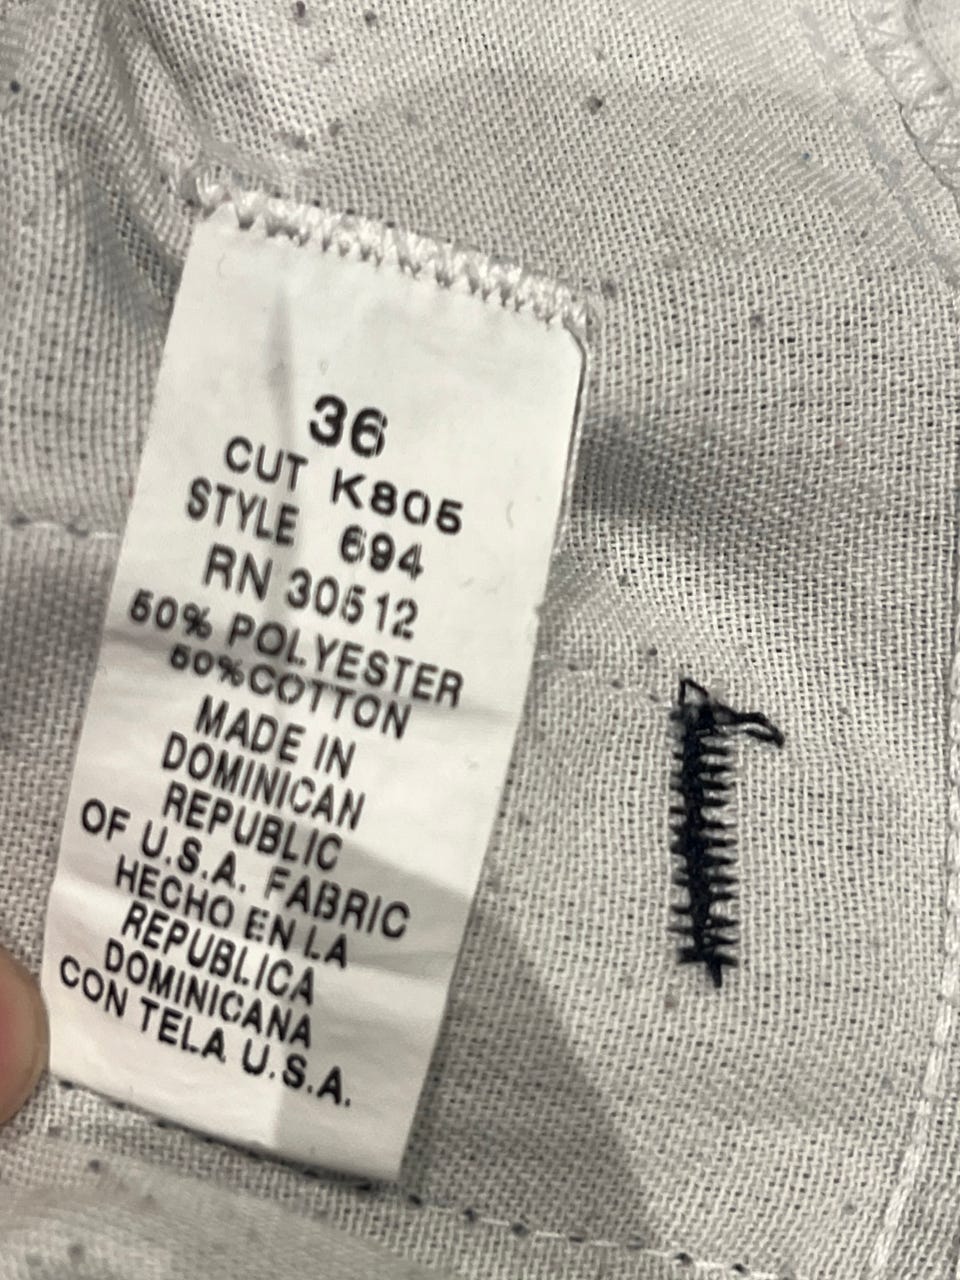 36
CUT K805
STYLE 694
RN 30512
50% POLYESTER
50%COTTON
MADE IN
DOMINICAN
REPUBLIC
OF U.S.A. FABRIC
HECHO EN LA
REPUBLICA
DOMINICANA
CON TELA U.S.A.